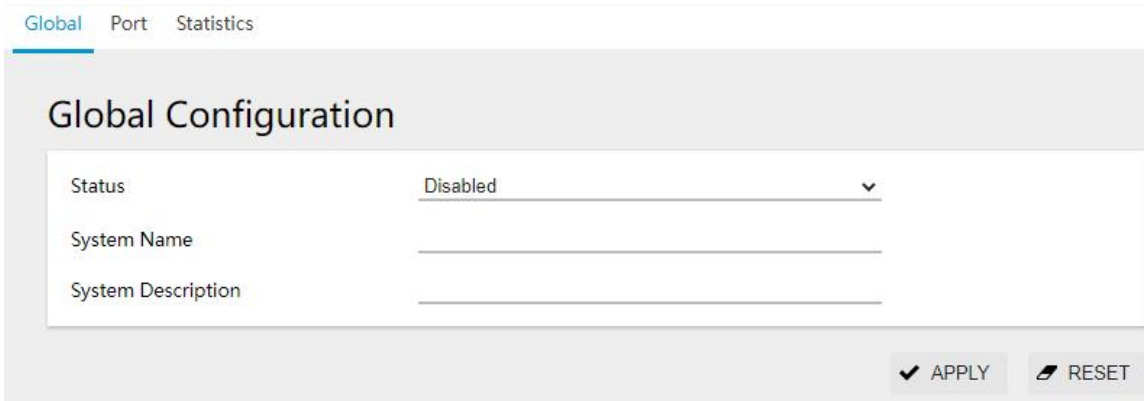 Global Port Statistics
Global Configuration
Status Disabled
System Name
System Description
APPLY RESET